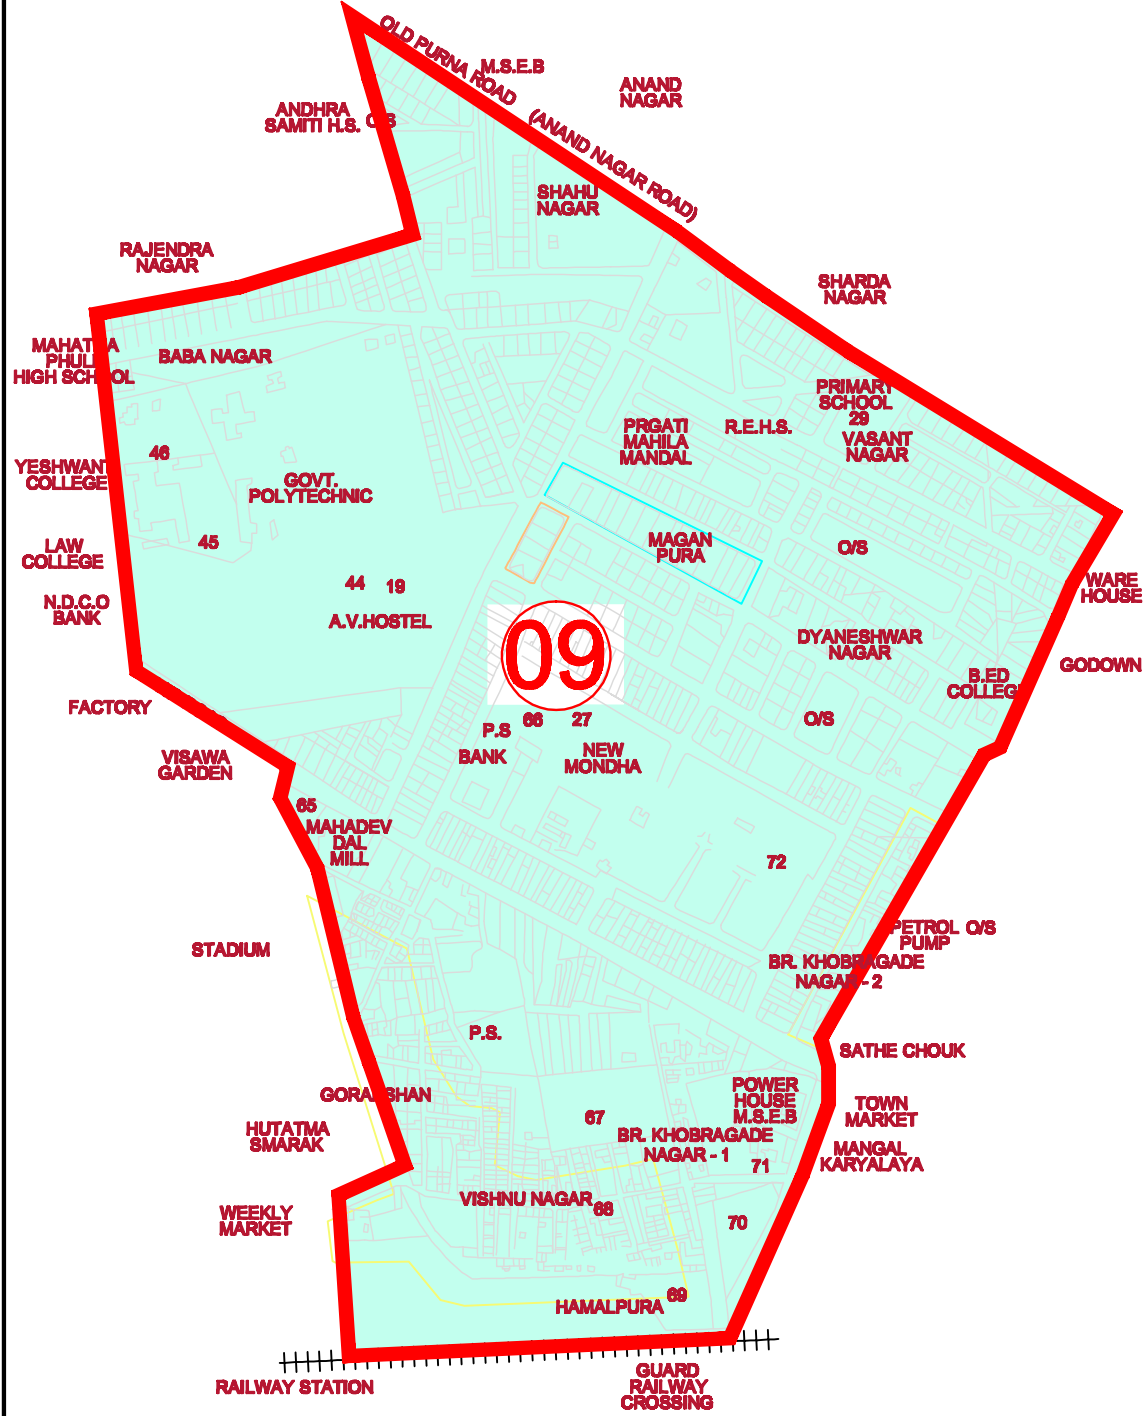 OLD PURNA ROAD (ANAND NAGAR ROAD)
M.S.E.B
ANAND
NAGAR
ANDHRA
SAMITI H.S.
O/S
SHAHU
NAGAR
RAJENDRA
NAGAR
SHARDA
NAGAR
MAHATMA
PHULE
HIGH SCHOOL
BABA NAGAR
PRIMARY
SCHOOL
29
VASANT
NAGAR
PRGATI
MAHILA
MANDAL
R.E.H.S.
46
YESHWANT
COLLEGE
GOVT.
POLYTECHNIC
45
MAGAN
PURA
O/S
LAW
COLLEGE
44
19
WARE
HOUSE
N.D.C.O
BANK
A.V.HOSTEL
09
DYANESHWAR
NAGAR
GODOWN
B.ED
COLLEGE
FACTORY
66
27
O/S
P.S
BANK
NEW
MONDHA
VISAWA
GARDEN
65
MAHADEV
DAL
MILL
72
STADIUM
PETROL
PUMP
O/S
BR. KHOBRAGADE
NAGAR - 2
P.S.
SATHE CHOUK
GORAKSHAN
POWER
HOUSE
M.S.E.B
TOWN
MARKET
67
HUTATMA
SMARAK
BR. KHOBRAGADE
NAGAR - 1
71
MANGAL
KARYALAYA
VISHNU NAGAR
68
WEEKLY
MARKET
70
69
HAMALPURA
RAILWAY STATION
GUARD
RAILWAY
CROSSING